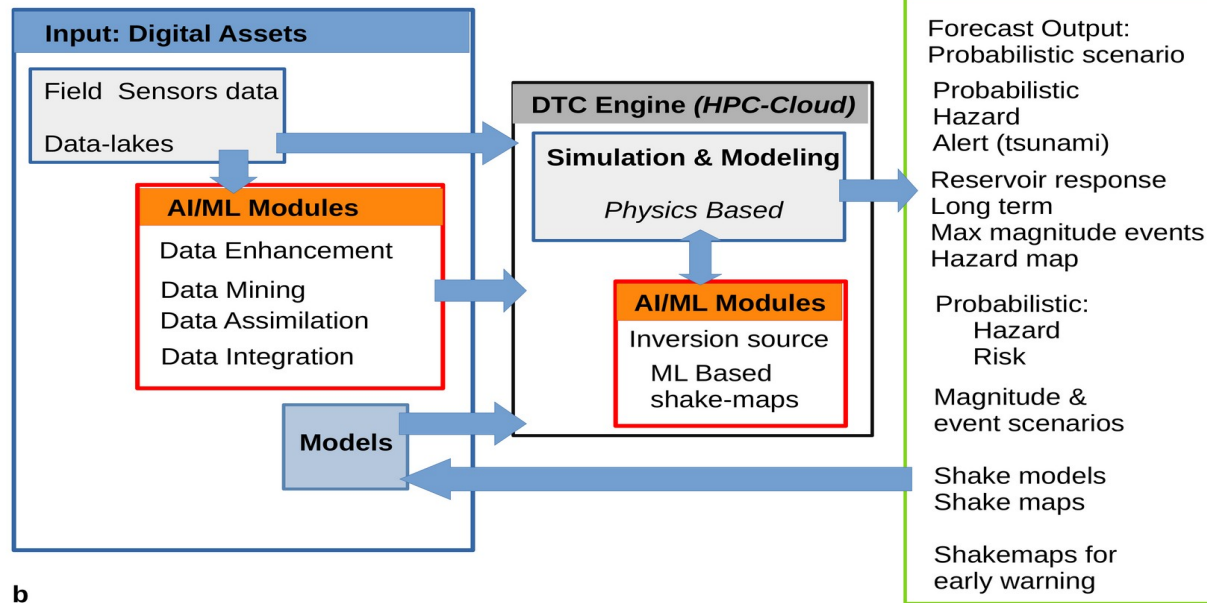 Input: Digital Assets
Field Sensors data
Data-lakes
AI/ML Modules
Data Enhancement
Data Mining
Data Assimilation
Data Integration
Models
DTC Engine (HPC-Cloud)
Simulation & Modeling
Physics Based
AI/ML Modules
Inversion source
ML Based
shake-maps
Forecast Output:
Probabilistic scenario
Probabilistic
Hazard
Alert (tsunami)
Reservoir response
Long term
Max magnitude events
Hazard map
Probabilistic:
Hazard
Risk
Magnitude &
event scenarios
Shake models
Shake maps
Shakemaps for
early warning
b